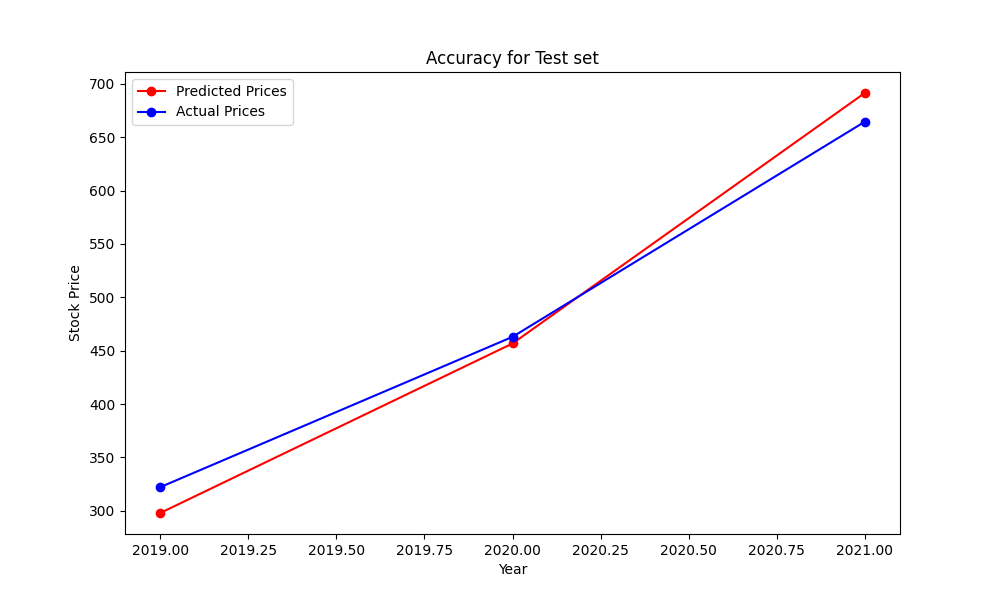 Accuracy for Test set
Predicted Prices
Actual Prices
700
650
600
550
500
450
400
350
300
Stock Price
2019.00 2019.25 2019.50 2019.75 2020.00 2020.25 2020.50 2020.75 2021.00
Year